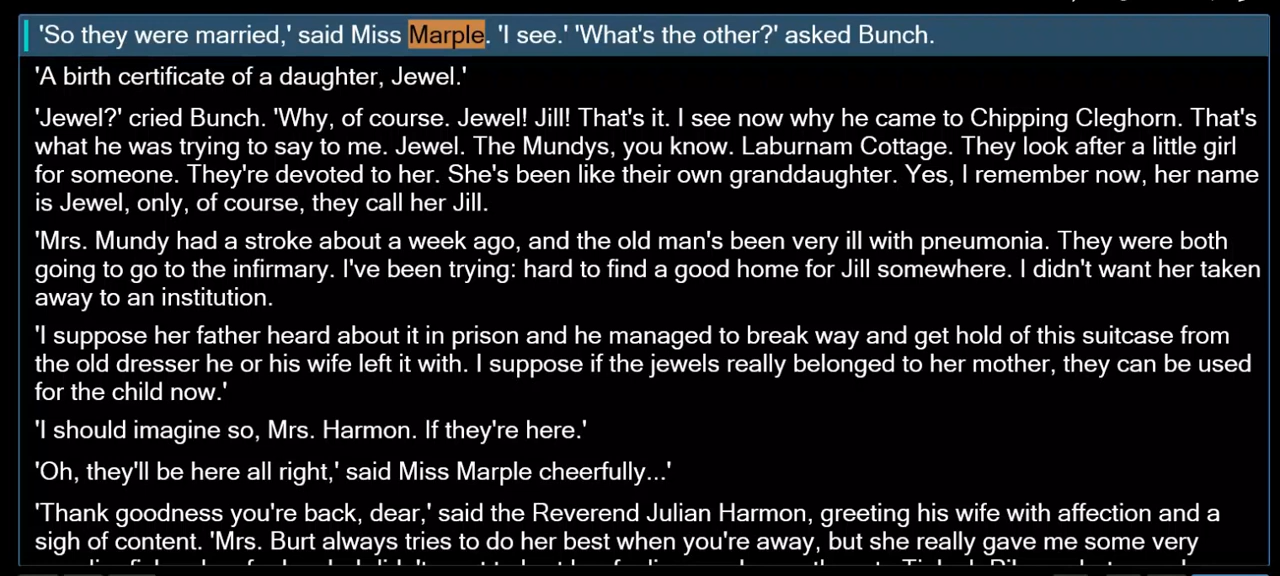 'So they were married,' said Miss Marple. 'I see.' 'What's the other?' asked Bunch.
'A birth certificate of a daughter, Jewel.'
'Jewel?' cried Bunch. 'Why, of course. Jewel! Jill! That's it. I see now why he came to Chipping Cleghorn. That's
what he was trying to say to me. Jewel. The Mundys, you know. Laburnam Cottage. They look after a little girl
for someone. They're devoted to her. She's been like their own granddaughter. Yes, I remember now, her name
is Jewel, only, of course, they call her Jill.
'Mrs. Mundy had a stroke about a week ago, and the old man's been very ill with pneumonia. They were both
going to go to the infirmary. I've been trying: hard to find a good home for Jill somewhere. I didn't want her taken
away to an institution.
'I suppose her father heard about it in prison and he managed to break way and get hold of this suitcase from
the old dresser he or his wife left it with. I suppose if the jewels really belonged to her mother, they can be used
for the child now.'
'I should imagine so, Mrs. Harmon. If they're here.'
'Oh, they'll be here all right,' said Miss Marple cheerfully...'
'Thank goodness you're back, dear,' said the Reverend Julian Harmon, greeting his wife with affection and a
sigh of content. 'Mrs. Burt always tries to do her best when you're away, but she really gave me some very